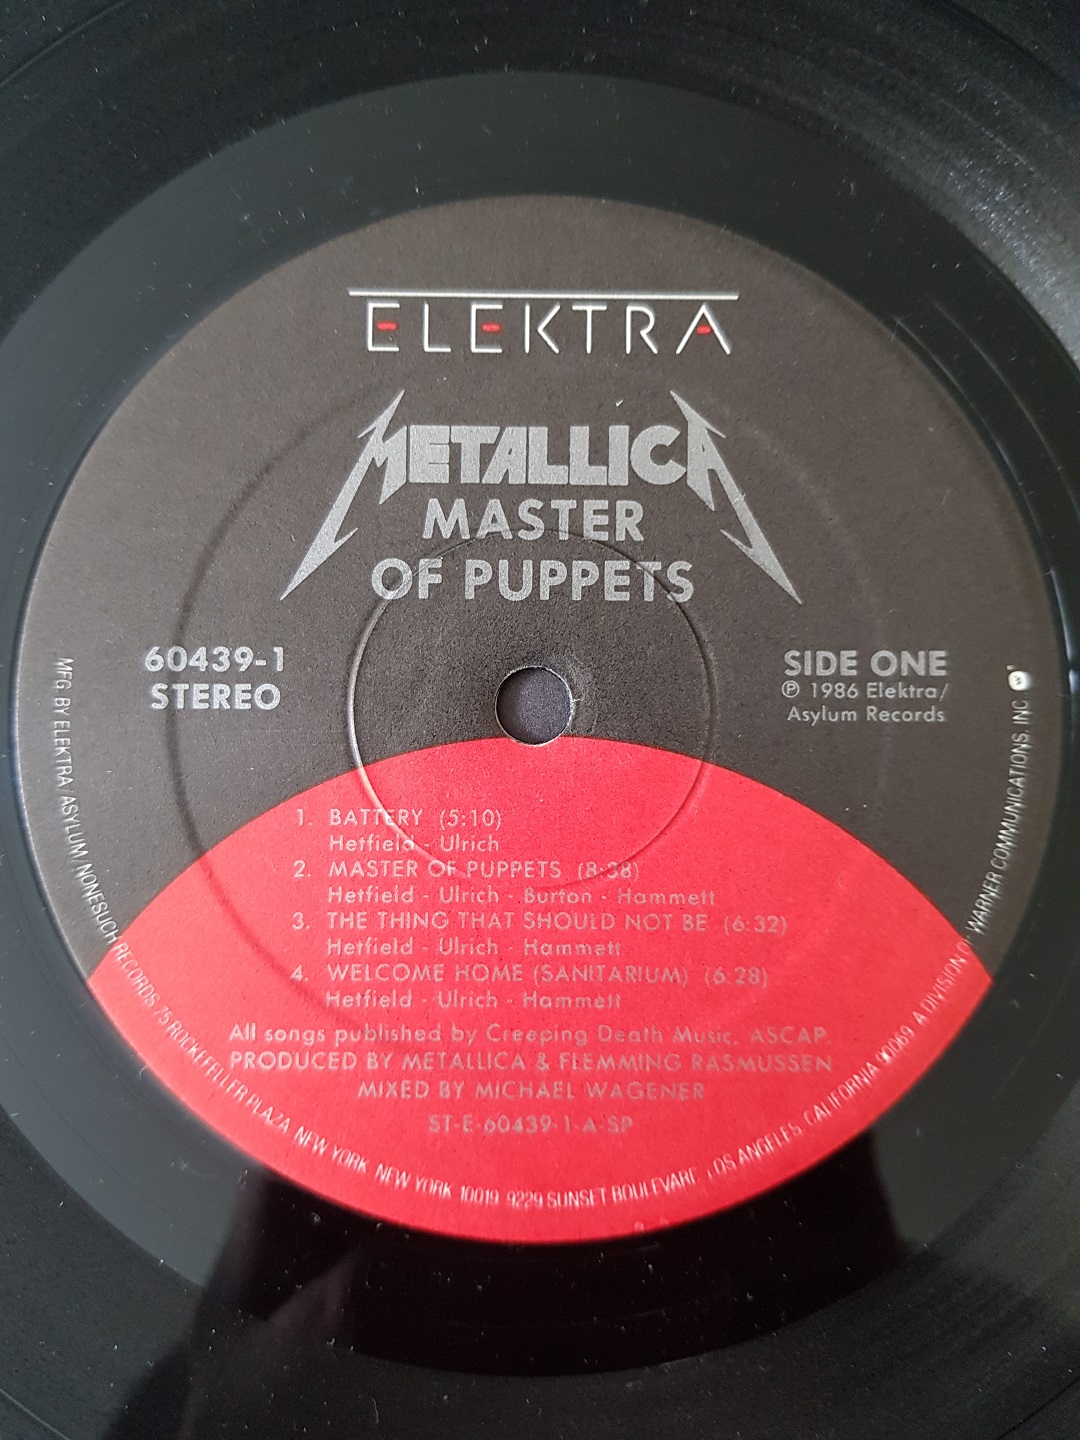 ELEKTRA
METALLICA
MASTER
OF PUPPETS
60439-1
STEREO
SIDE ONE
℗ 1986 Elektra/
Asylum Records
1. BATTERY (5:10)
Hetfield - Ulrich
2. MASTER OF PUPPETS (8:38)
Hetfield - Ulrich - Burton - Hammett
3. THE THING THAT SHOULD NOT BE (6:32)
Hetfield - Ulrich - Hammett
4. WELCOME HOME (SANITARIUM) (6:28)
Hetfield - Ulrich - Hammett
All songs published by Creeping Death Music, ASCAP.
PRODUCED BY METALLICA & FLEMMING RASMUSSEN
MIXED BY MICHAEL WAGENER
ST-E-60439-1-A-SP
MFG. BY ELEKTRA/ASYLUM/NONESUCH RECORDS 75 ROCKEFELLER PLAZA, NEW YORK, NEW YORK 10019 9229 SUNSET BOULEVARD, LOS ANGELES, CALIFORNIA 90069. A DIVISION OF WARNER COMMUNICATIONS, INC.